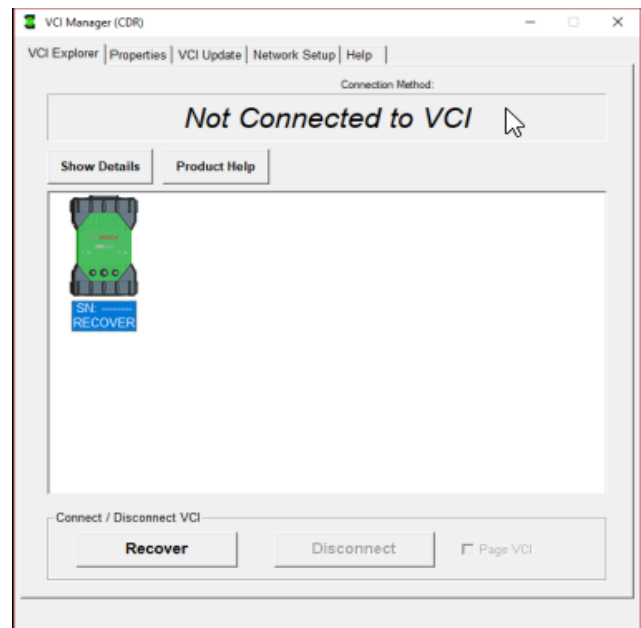 VCI Manager (CDR)
VCI Explorer Properties VCI Update Network Setup Help
Connection Method:
Not Connected to VCI
Show Details Product Help
BOSCH
SN: --------
RECOVER
Connect / Disconnect VCI
Recover Disconnect Page VCI